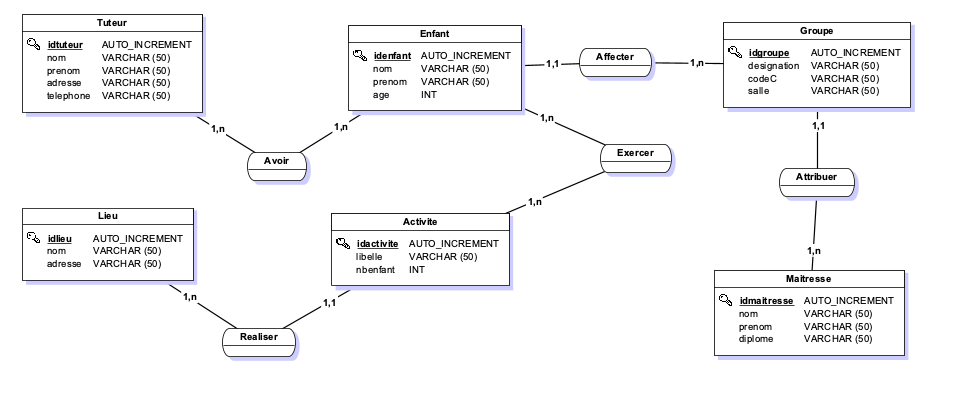 Tuteur
idtuteur AUTO_INCREMENT
nom VARCHAR (50)
prenom VARCHAR (50)
adresse VARCHAR (50)
telephone VARCHAR (50)
Enfant
idenfant AUTO_INCREMENT
nom VARCHAR (50)
prenom VARCHAR (50)
age INT
Affecter
1,1
1,n
Groupe
idgroupe AUTO_INCREMENT
designation VARCHAR (50)
codeC VARCHAR (50)
salle VARCHAR (50)
1,n
1,n
Avoir
1,n
Exercer
1,n
1,1
Attribuer
1,n
Lieu
idlieu AUTO_INCREMENT
nom VARCHAR (50)
adresse VARCHAR (50)
Activite
idactivite AUTO_INCREMENT
libelle VARCHAR (50)
nbenfant INT
1,n
1,1
Realiser
Maitresse
idmaitresse AUTO_INCREMENT
nom VARCHAR (50)
prenom VARCHAR (50)
diplome VARCHAR (50)